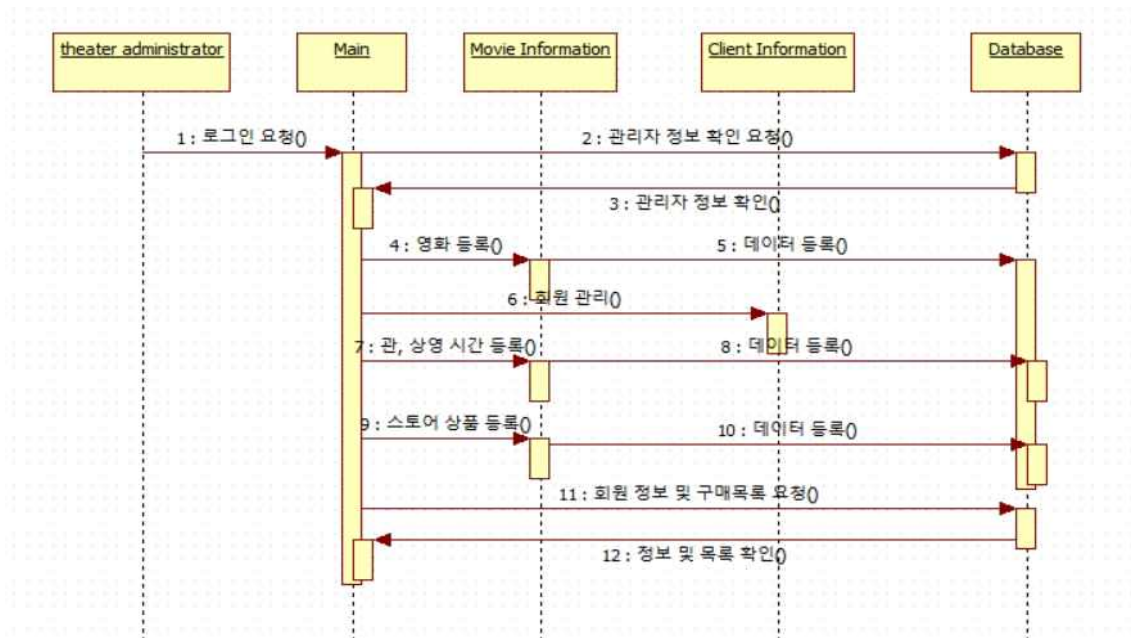 theater administrator
Main
Movie Information
Client Information
Database
1 : 로그인 요청()
2 : 관리자 정보 확인 요청()
3 : 관리자 정보 확인()
4 : 영화 등록()
5 : 데이터 등록()
6 : 회원 관리()
7 : 관, 상영 시간 등록()
8 : 데이터 등록()
9 : 스토어 상품 등록()
10 : 데이터 등록()
11 : 회원 정보 및 구매목록 요청()
12 : 정보 및 목록 확인()